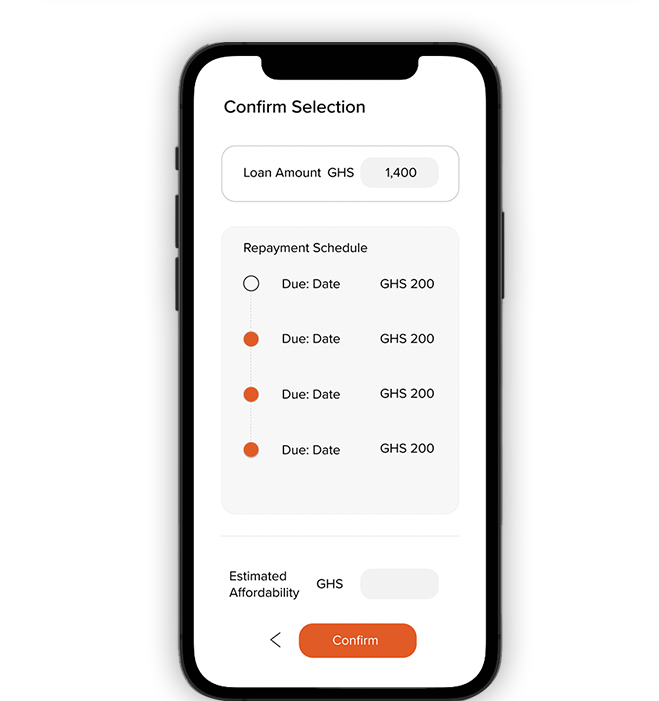 Confirm Selection
Loan Amount GHS 1,400
Repayment Schedule
Due: Date GHS 200
Due: Date GHS 200
Due: Date GHS 200
Due: Date GHS 200
Estimated
Affordability GHS
< Confirm